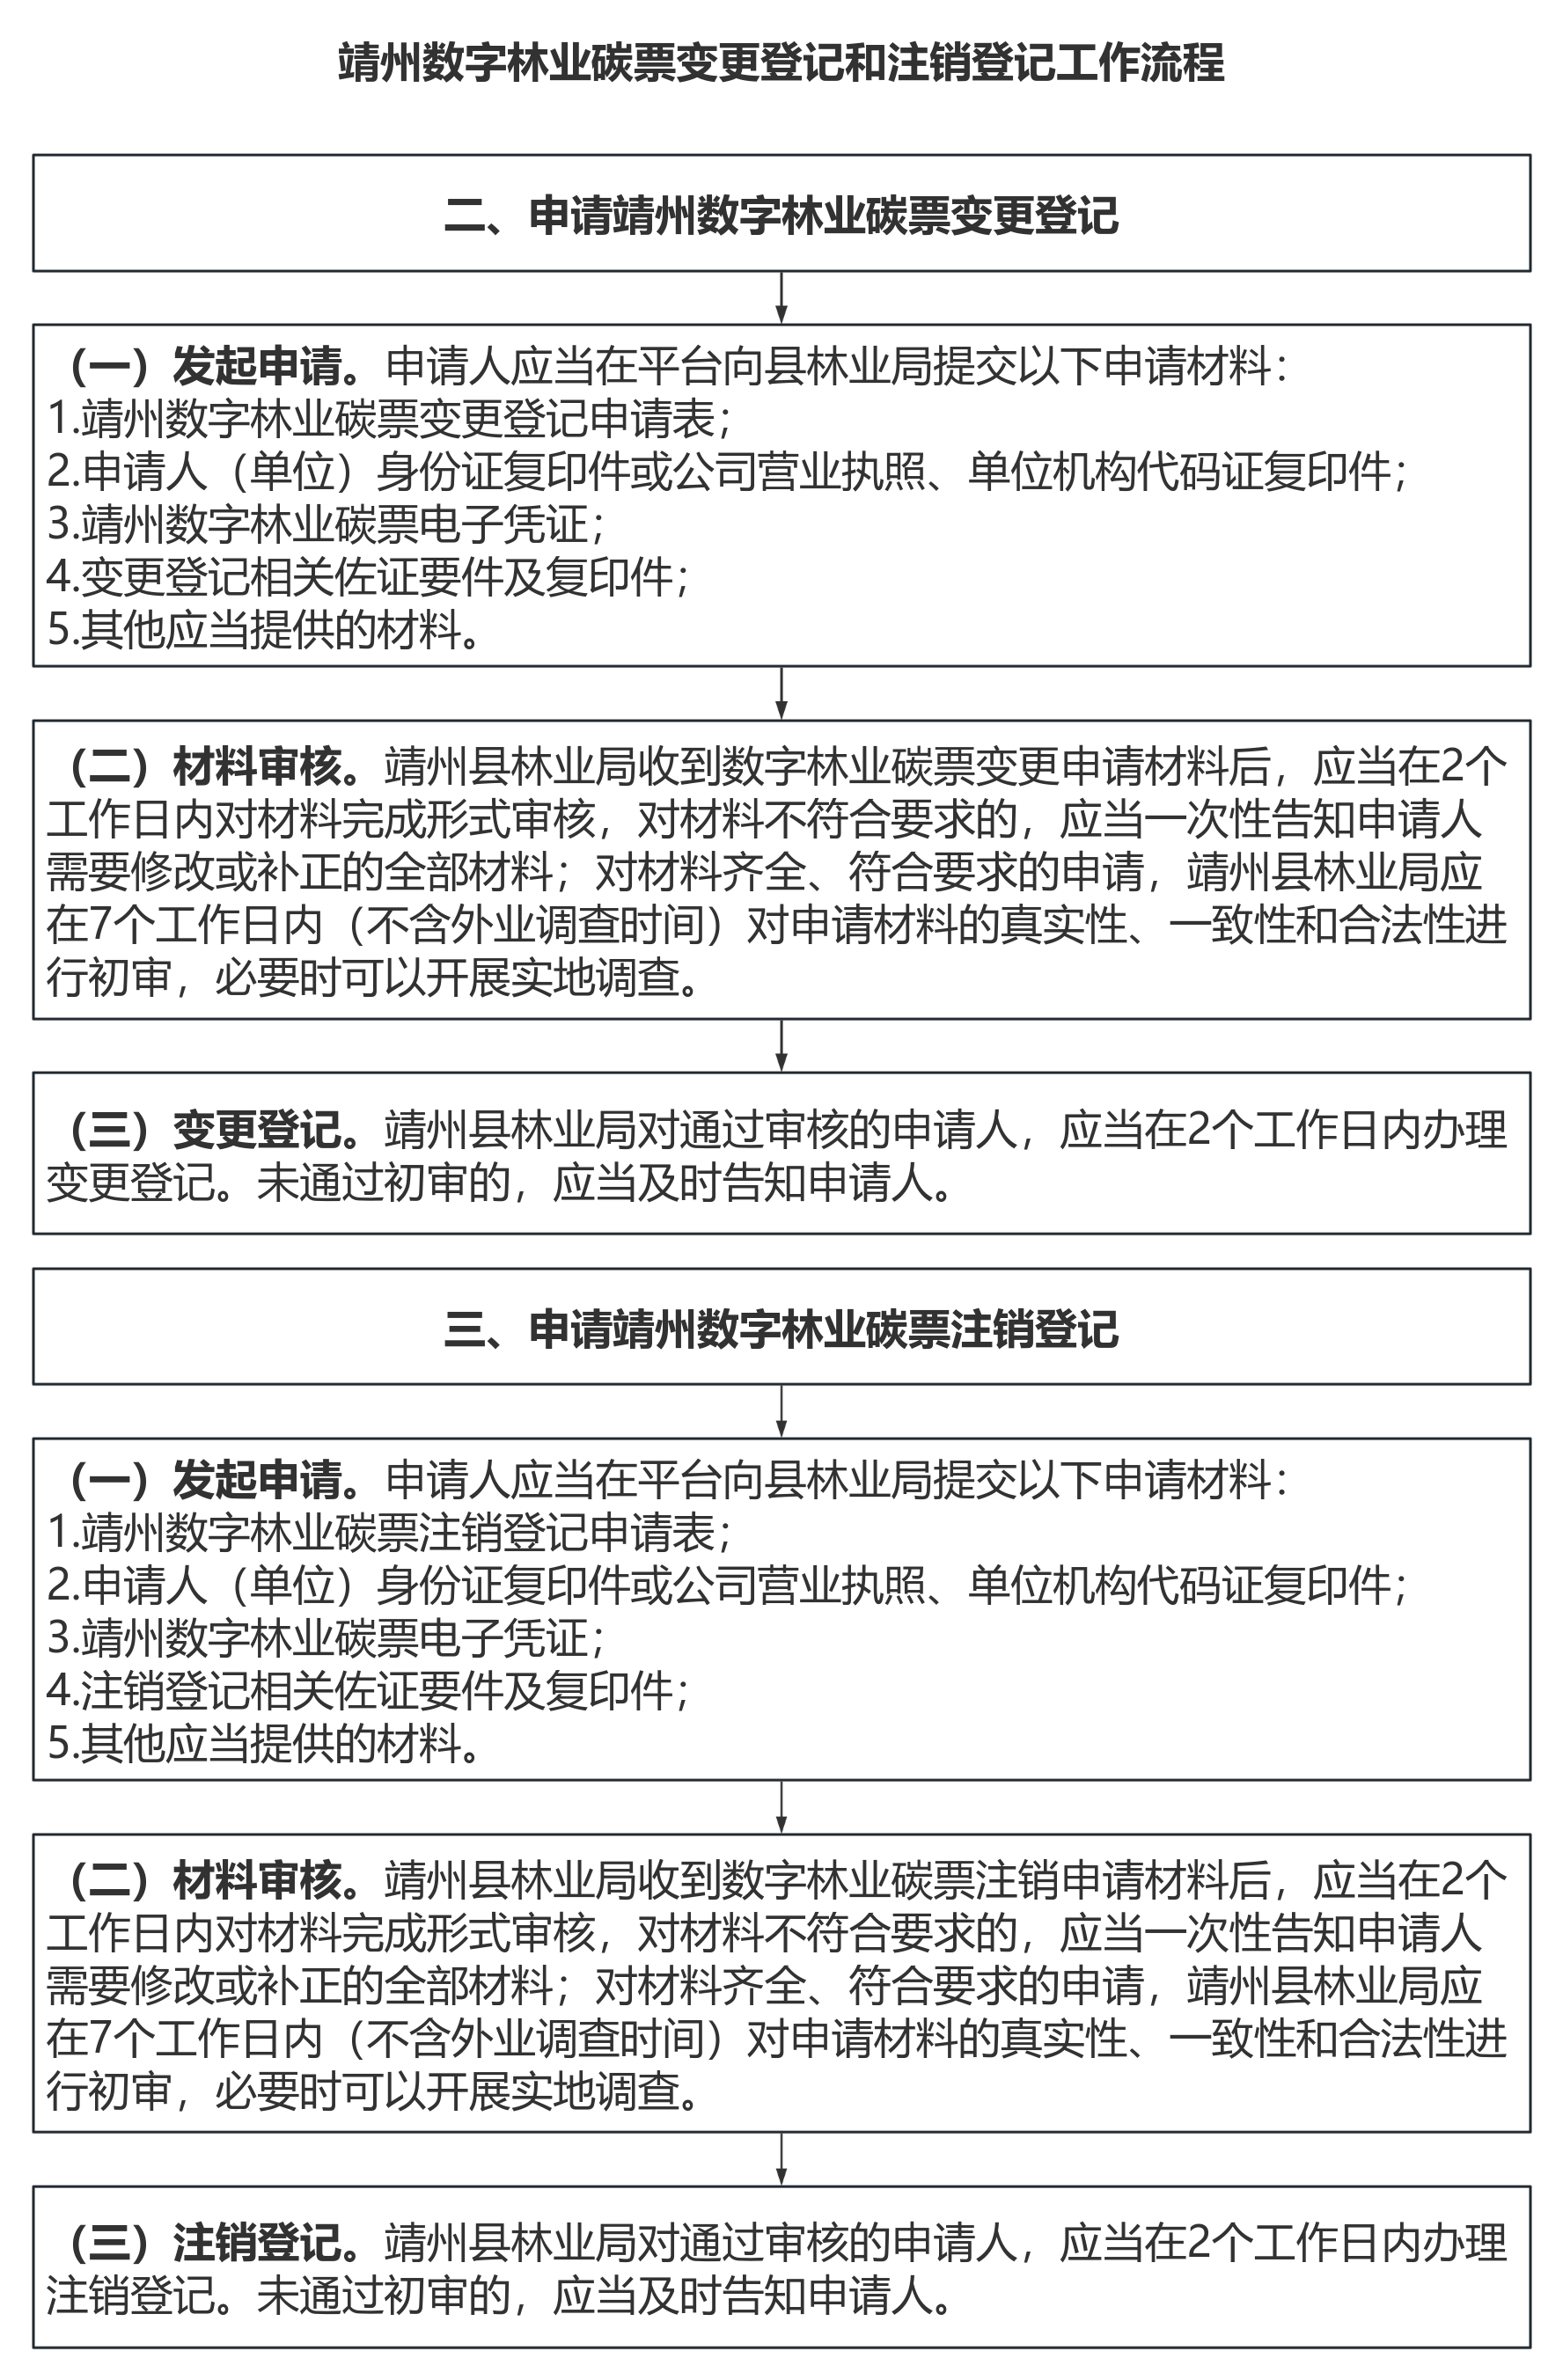 靖州数字林业碳票变更登记和注销登记工作流程
二、申请靖州数字林业碳票变更登记
（一）发起申请。申请人应当在平台向县林业局提交以下申请材料：
1.靖州数字林业碳票变更登记申请表；
2.申请人（单位）身份证复印件或公司营业执照、单位机构代码证复印件；
3.靖州数字林业碳票电子凭证；
4.变更登记相关佐证要件及复印件；
5.其他应当提供的材料。
（二）材料审核。靖州县林业局收到数字林业碳票变更申请材料后，应当在2个
工作日内对材料完成形式审核，对材料不符合要求的，应当一次性告知申请人
需要修改或补正的全部材料；对材料齐全、符合要求的申请，靖州县林业局应
在7个工作日内（不含外业调查时间）对申请材料的真实性、一致性和合法性进
行初审，必要时可以开展实地调查。
（三）变更登记。靖州县林业局对通过审核的申请人，应当在2个工作日内办理
变更登记。未通过初审的，应当及时告知申请人。
三、申请靖州数字林业碳票注销登记
（一）发起申请。申请人应当在平台向县林业局提交以下申请材料：
1.靖州数字林业碳票注销登记申请表；
2.申请人（单位）身份证复印件或公司营业执照、单位机构代码证复印件；
3.靖州数字林业碳票电子凭证；
4.注销登记相关佐证要件及复印件；
5.其他应当提供的材料。
（二）材料审核。靖州县林业局收到数字林业碳票注销申请材料后，应当在2个
工作日内对材料完成形式审核，对材料不符合要求的，应当一次性告知申请人
需要修改或补正的全部材料；对材料齐全、符合要求的申请，靖州县林业局应
在7个工作日内（不含外业调查时间）对申请材料的真实性、一致性和合法性进
行初审，必要时可以开展实地调查。
（三）注销登记。靖州县林业局对通过审核的申请人，应当在2个工作日内办理
注销登记。未通过初审的，应当及时告知申请人。